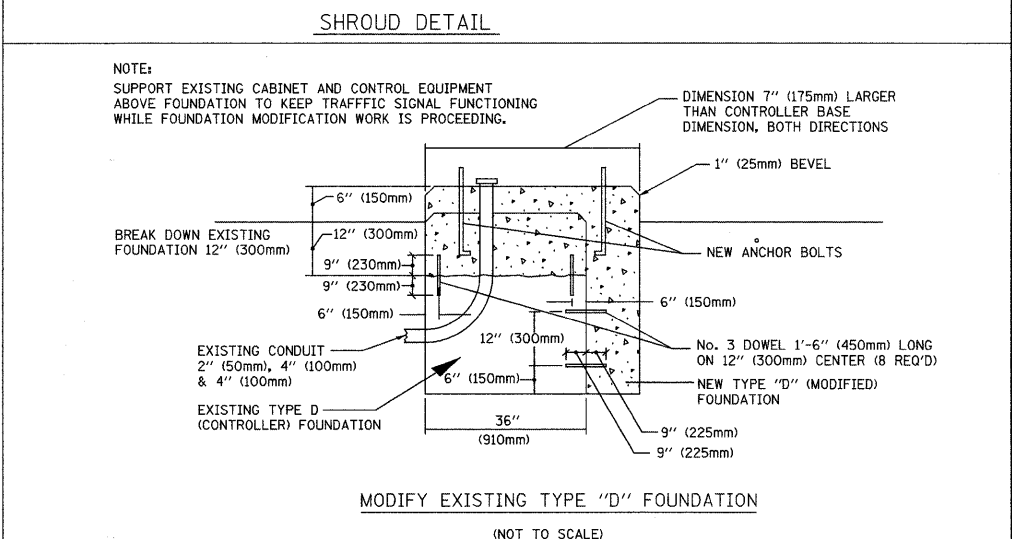 SHROUD DETAIL
NOTE:
SUPPORT EXISTING CABINET AND CONTROL EQUIPMENT
ABOVE FOUNDATION TO KEEP TRAFFFIC SIGNAL FUNCTIONING
WHILE FOUNDATION MODIFICATION WORK IS PROCEEDING.
DIMENSION 7" (175mm) LARGER
THAN CONTROLLER BASE
DIMENSION, BOTH DIRECTIONS
1" (25mm) BEVEL
6" (150mm)
BREAK DOWN EXISTING
FOUNDATION 12" (300mm)
12" (300mm)
NEW ANCHOR BOLTS
9" (230mm)
9" (230mm)
6" (150mm)
6" (150mm)
EXISTING CONDUIT
2" (50mm), 4" (100mm)
& 4" (100mm)
12" (300mm)
No. 3 DOWEL 1'-6" (450mm) LONG
ON 12" (300mm) CENTER (8 REQ'D)
6" (150mm)
NEW TYPE "D" (MODIFIED)
FOUNDATION
EXISTING TYPE D
(CONTROLLER) FOUNDATION
36"
(910mm)
9" (225mm)
9" (225mm)
MODIFY EXISTING TYPE "D" FOUNDATION
(NOT TO SCALE)